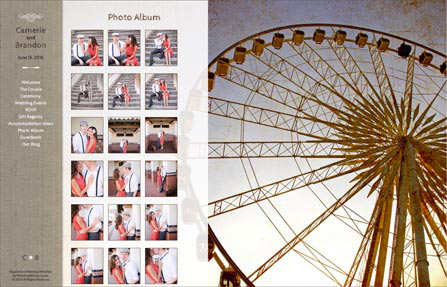 Camerie
and
Brandon
June 13, 2015
Welcome
The Couple
Ceremony
Wedding Events
RSVP
Gift Registry
Accommodation Ideas
Photo Album
Guestbook
Our Blog
C B
Photo Album